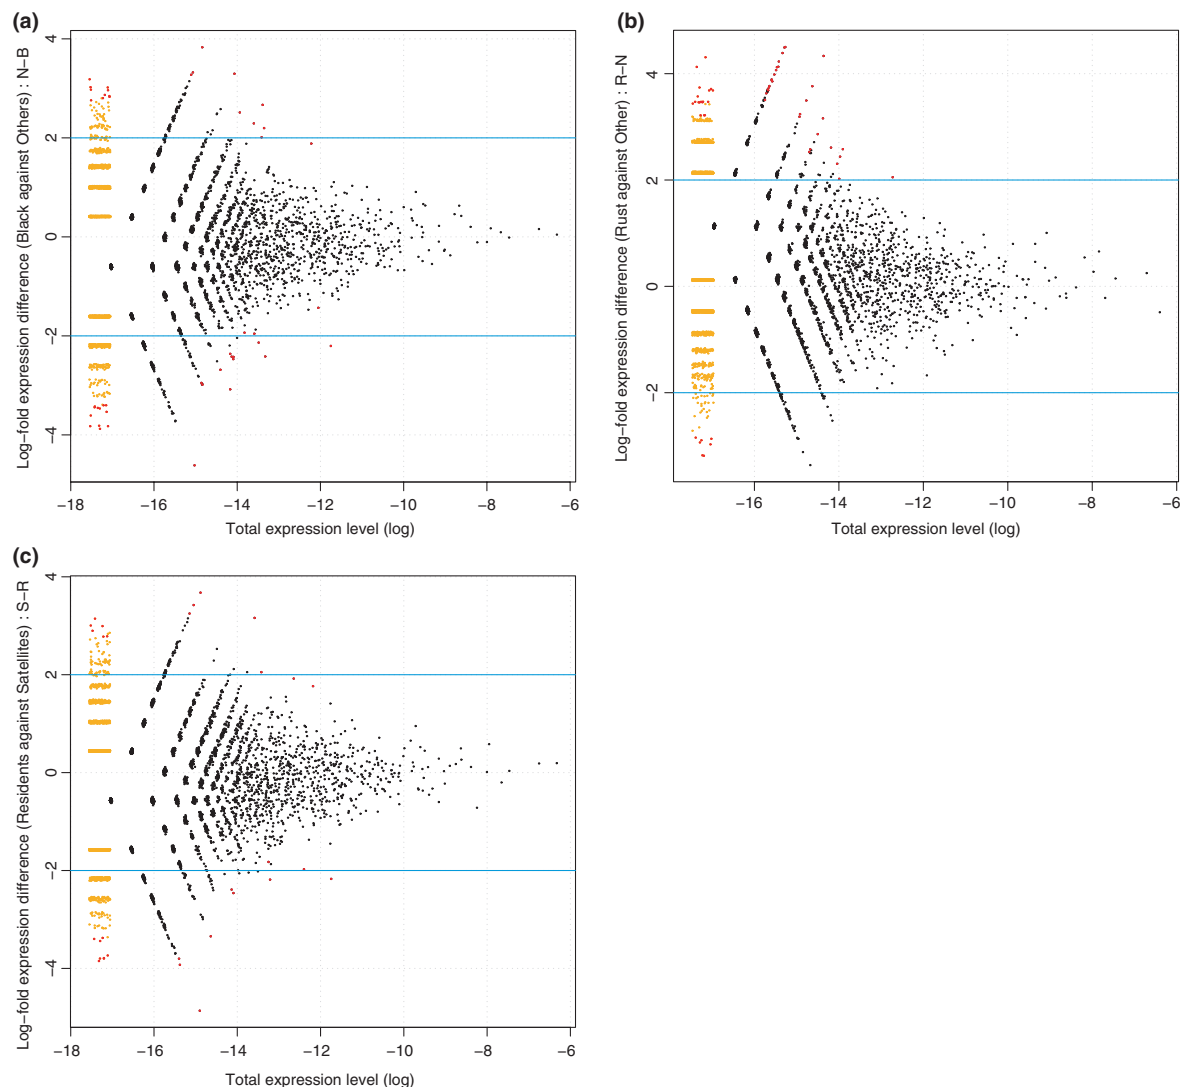 (a)
Log−fold expression difference (Black against Others) : N−B
4
2
0
−2
−4
−18 −16 −14 −12 −10 −8 −6
Total expression level (log)
(b)
Log−fold expression difference (Rust against Other) : R−N
4
2
0
−2
−16 −14 −12 −10 −8 −6
Total expression level (log)
(c)
Log−fold expression difference (Residents against Satellites) : S−R
4
2
0
−2
−4
−18 −16 −14 −12 −10 −8 −6
Total expression level (log)